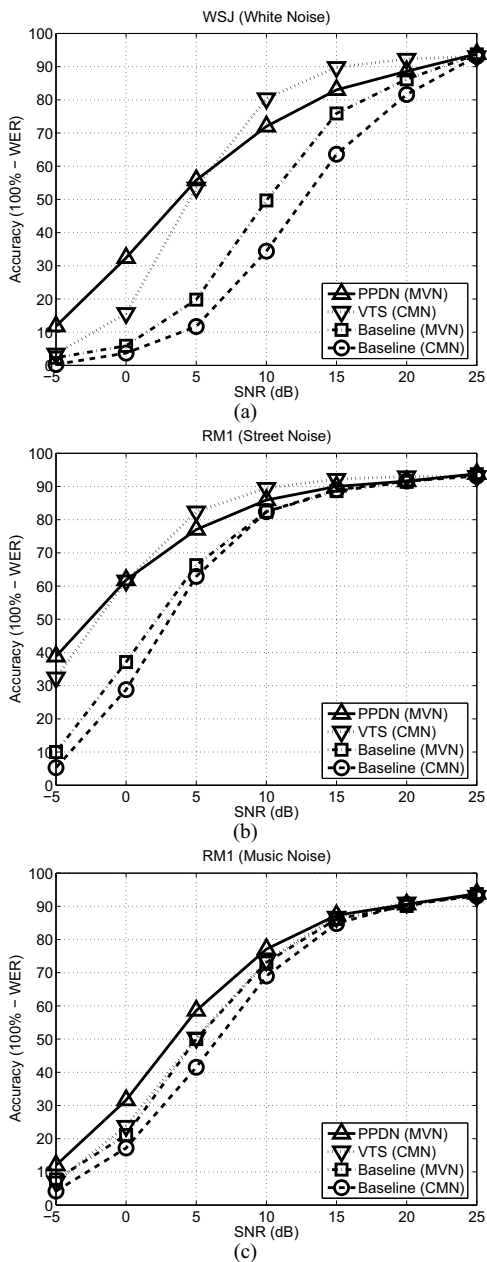 WSJ (White Noise)
100
90
80
70
60
50
40
30
20
10
0
Accuracy (100% − WER)
PPDN (MVN)
VTS (CMN)
Baseline (MVN)
Baseline (CMN)
−5 0 5 10 15 20 25
SNR (dB)
(a)
RM1 (Street Noise)
100
90
80
70
60
50
40
30
20
10
0
Accuracy (100% − WER)
PPDN (MVN)
VTS (CMN)
Baseline (MVN)
Baseline (CMN)
−5 0 5 10 15 20 25
SNR (dB)
(b)
RM1 (Music Noise)
100
90
80
70
60
50
40
30
20
10
0
Accuracy (100% − WER)
PPDN (MVN)
VTS (CMN)
Baseline (MVN)
Baseline (CMN)
−5 0 5 10 15 20 25
SNR (dB)
(c)